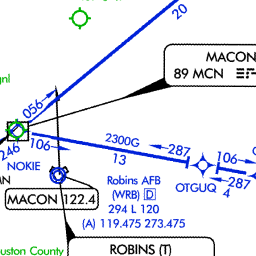 20
MACON
89 MCN
gnl
056
246
106
2300G
13
287
106
287
OTGUQ 4
NOKIE
MACON 122.4
Robins AFB
(WRB) D
294 L 120
(A) 119.475 273.475
uston County
ROBINS (T)